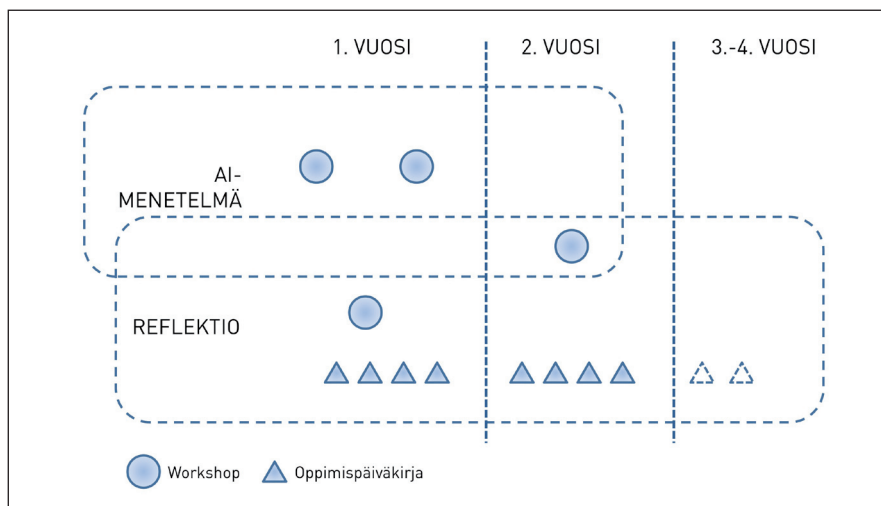 1. VUOSI
2. VUOSI
3.-4. VUOSI
AI-
MENETELMÄ
REFLEKTIO
Workshop
Oppimispäiväkirja